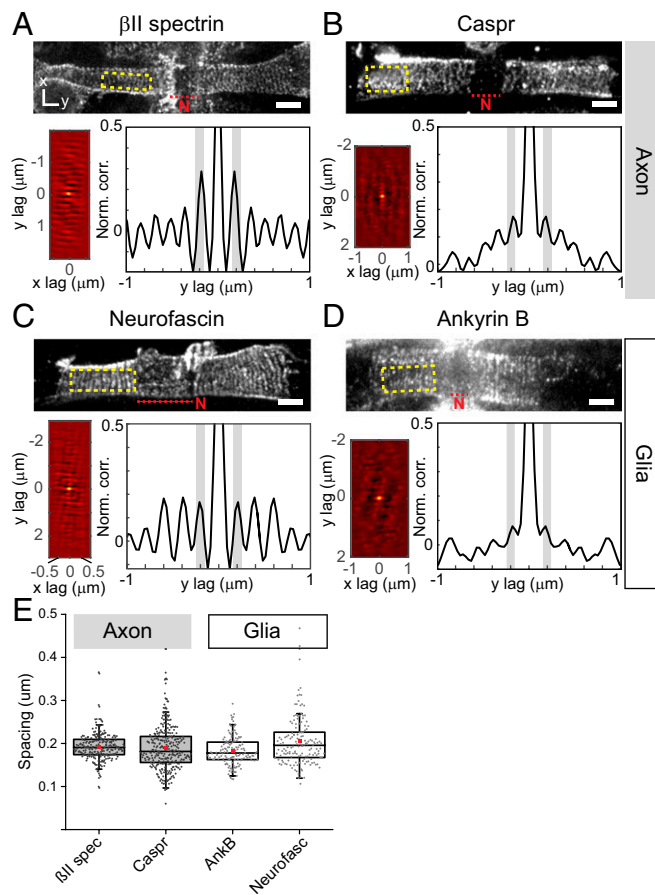 A
βII spectrin
x
y
N
y lag (μm)
-1
0
1
0
x lag (μm)
Norm. corr.
0.5
0
-1
1
y lag (μm)
B
Caspr
N
y lag (μm)
-2
0
2
-1 0 1
x lag (μm)
Norm. corr.
0.5
0
-1
1
y lag (μm)
Axon
C
Neurofascin
N
y lag (μm)
-2
-1
0
1
2
-0.5 0 0.5
x lag (μm)
Norm. corr.
0.5
0
-1
1
y lag (μm)
D
Ankyrin B
N
y lag (μm)
-2
0
2
-1 0 1
x lag (μm)
Norm. corr.
0.5
0
-1
1
y lag (μm)
Glia
E
Axon
Glia
Spacing (um)
0.5
0.4
0.3
0.2
0.1
βII spec
Caspr
AnkB
Neurofasc